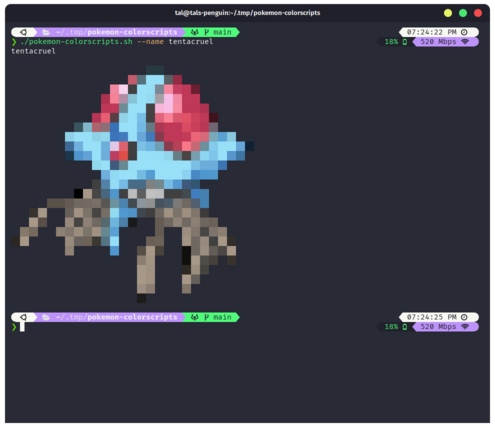 tal@tals-penguin:~/.tmp/pokemon-colorscripts
~/.tmp/pokemon-colorscripts main 07:24:22 PM
❯ ./pokemon-colorscripts.sh --name tentacruel 18% 520 Mbps
tentacruel
~/.tmp/pokemon-colorscripts main 07:24:25 PM
❯ 18% 520 Mbps